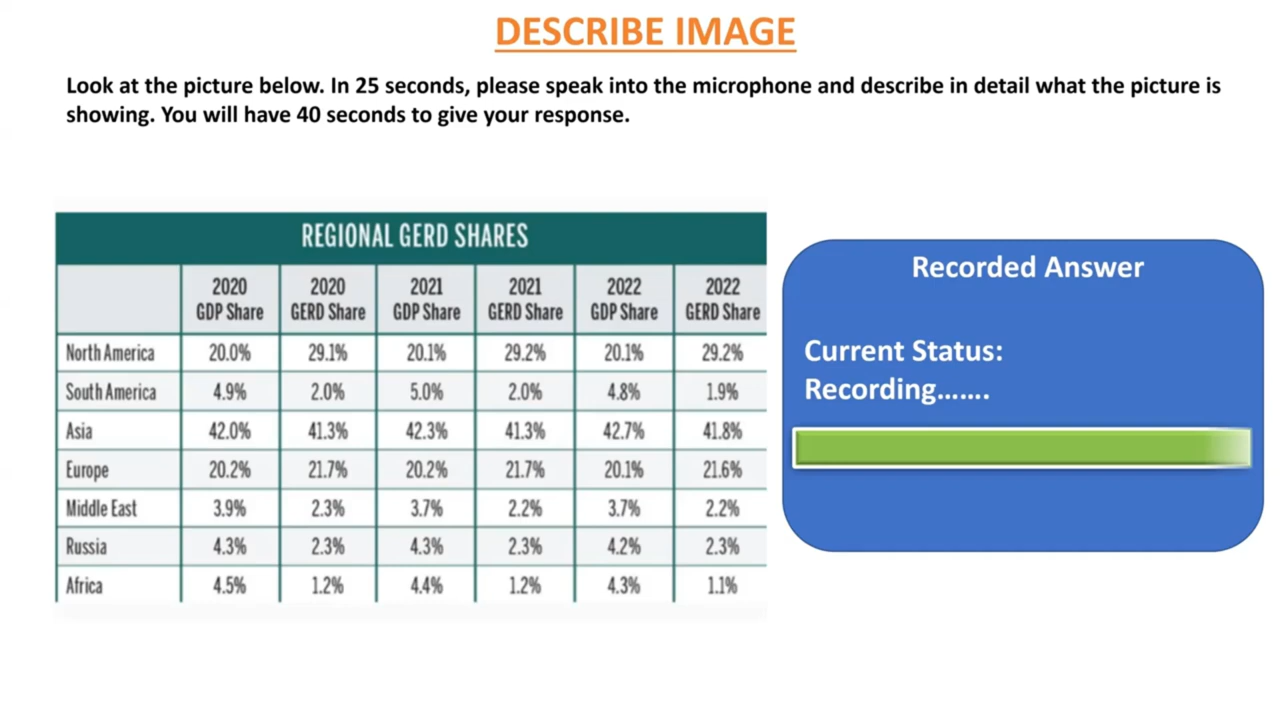 DESCRIBE IMAGE
Look at the picture below. In 25 seconds, please speak into the microphone and describe in detail what the picture is
showing. You will have 40 seconds to give your response.
REGIONAL GERD SHARES
2020 GDP Share 2020 GERD Share 2021 GDP Share 2021 GERD Share 2022 GDP Share 2022 GERD Share
North America 20.0% 29.1% 20.1% 29.2% 20.1% 29.2%
South America 4.9% 2.0% 5.0% 2.0% 4.8% 1.9%
Asia 42.0% 41.3% 42.3% 41.3% 42.7% 41.8%
Europe 20.2% 21.7% 20.2% 21.7% 20.1% 21.6%
Middle East 3.9% 2.3% 3.7% 2.2% 3.7% 2.2%
Russia 4.3% 2.3% 4.3% 2.3% 4.2% 2.3%
Africa 4.5% 1.2% 4.4% 1.2% 4.3% 1.1%
Recorded Answer
Current Status:
Recording.......